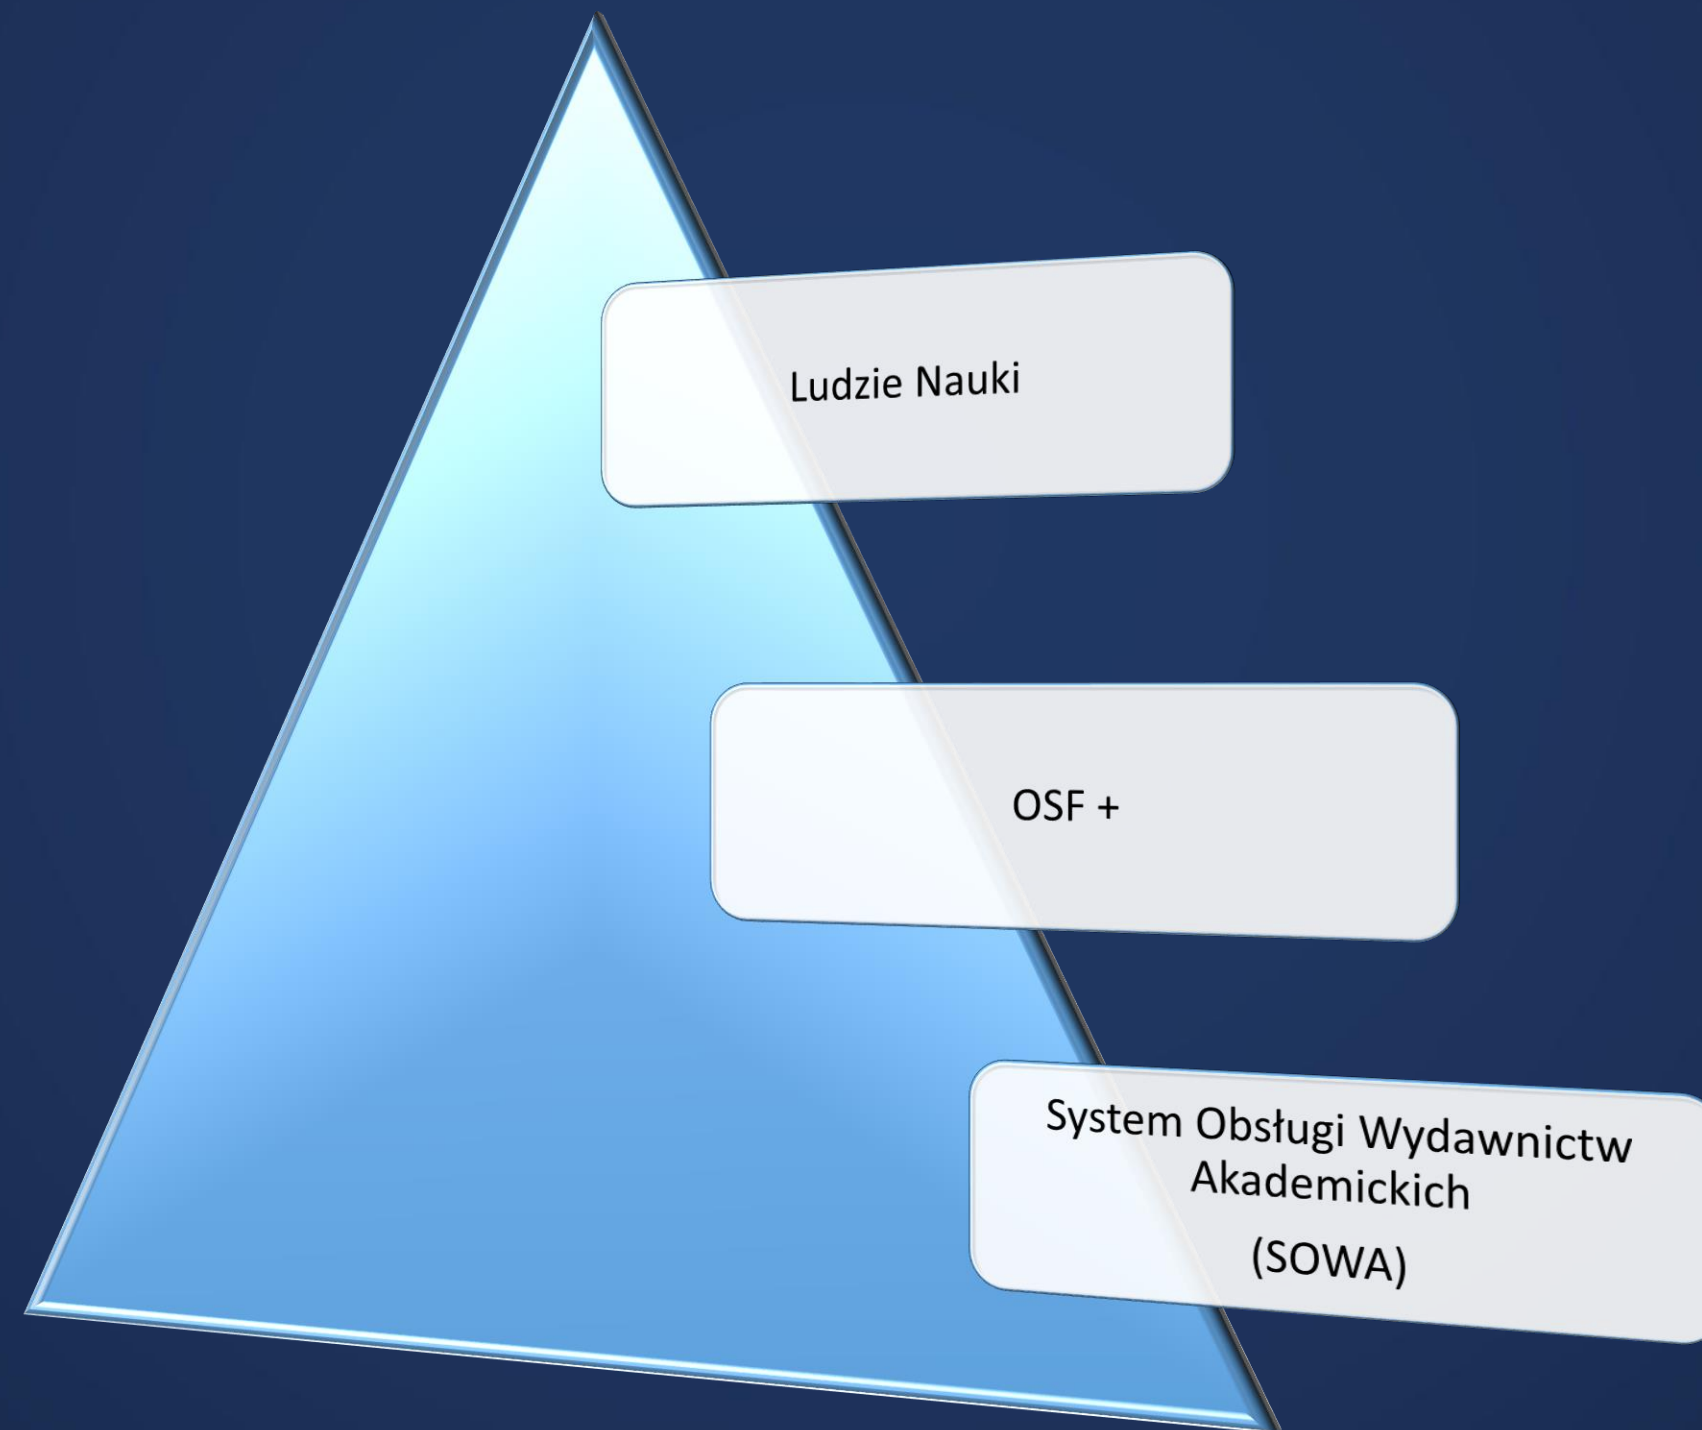 Ludzie Nauki
OSF +
System Obsługi Wydawnictw
Akademickich
(SOWA)